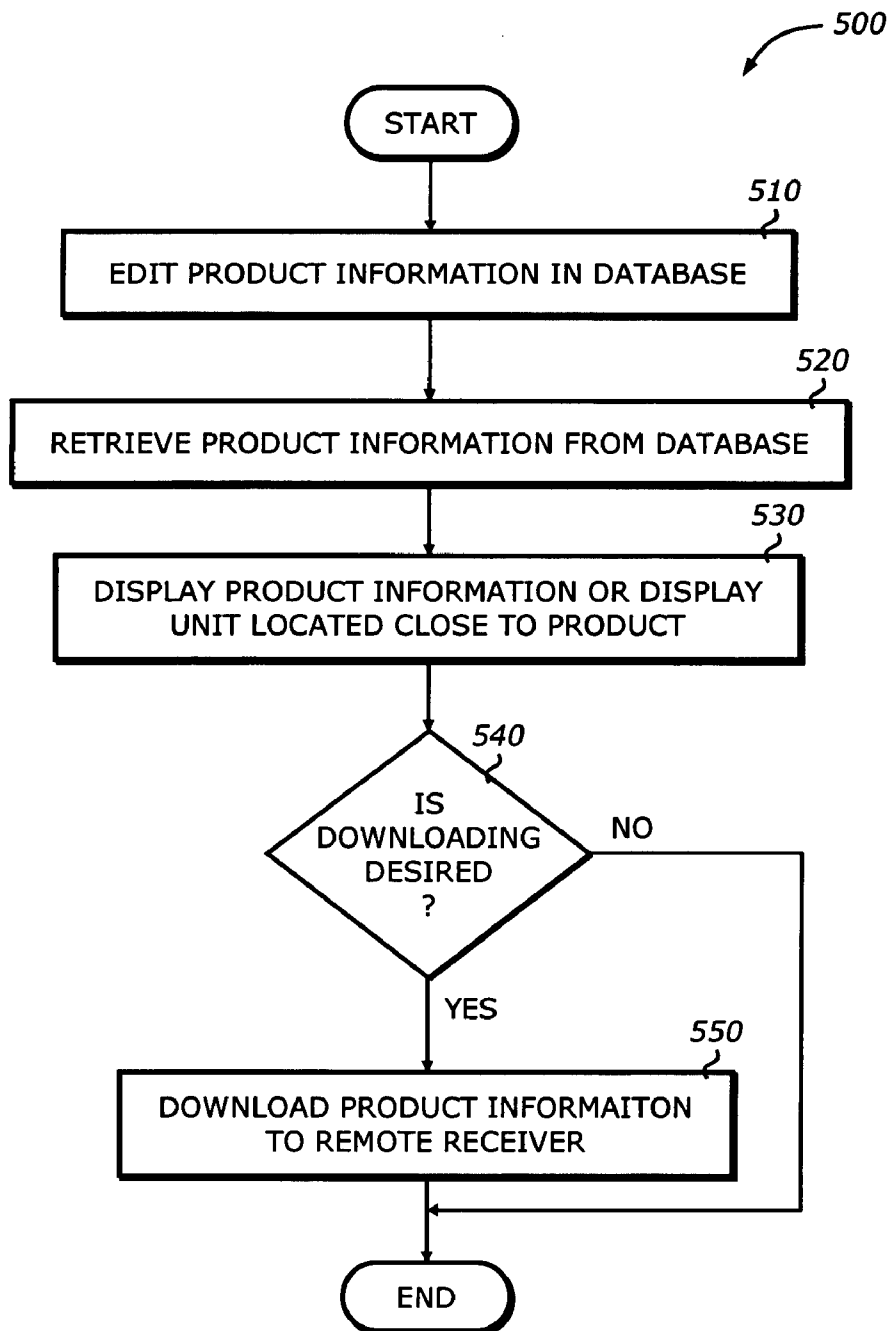 500
START
510
EDIT PRODUCT INFORMATION IN DATABASE
520
RETRIEVE PRODUCT INFORMATION FROM DATABASE
530
DISPLAY PRODUCT INFORMATION OR DISPLAY
UNIT LOCATED CLOSE TO PRODUCT
540
IS
DOWNLOADING
DESIRED
?
NO
YES
550
DOWNLOAD PRODUCT INFORMAITON
TO REMOTE RECEIVER
END